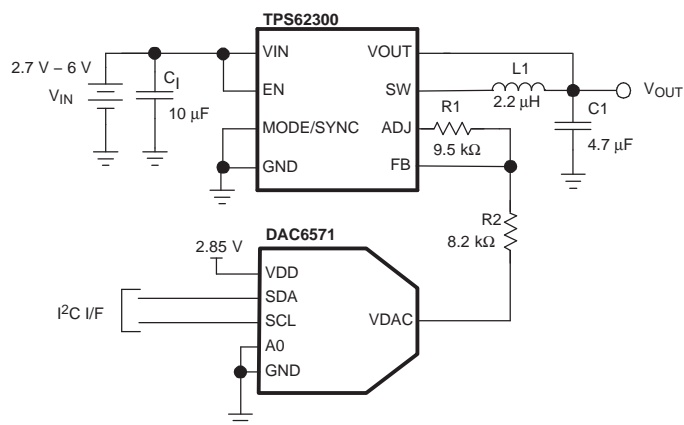 TPS62300
VIN
VOUT
2.7 V – 6 V
VIN
CI
10 μF
EN
SW
L1
2.2 μH
VOUT
MODE/SYNC
ADJ
R1
9.5 kΩ
C1
4.7 μF
GND
FB
R2
8.2 kΩ
DAC6571
2.85 V
VDD
SDA
I²C I/F
SCL
VDAC
A0
GND